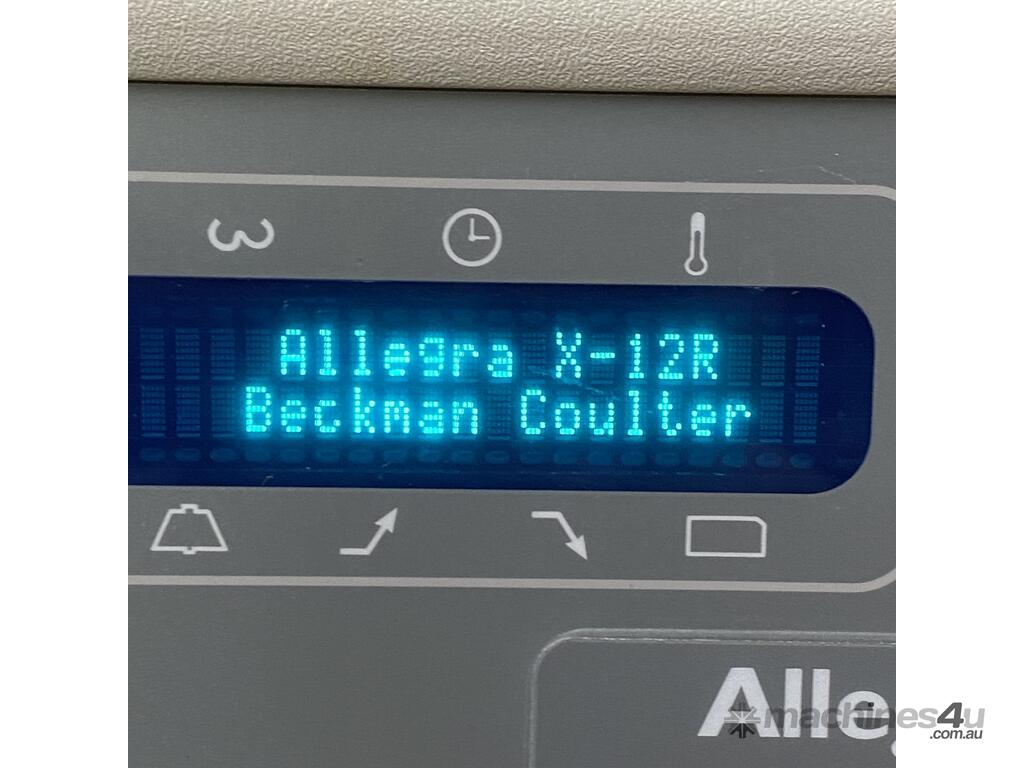 Allegra X-12R
Beckman Coulter
Alle
machines4u
.com.au